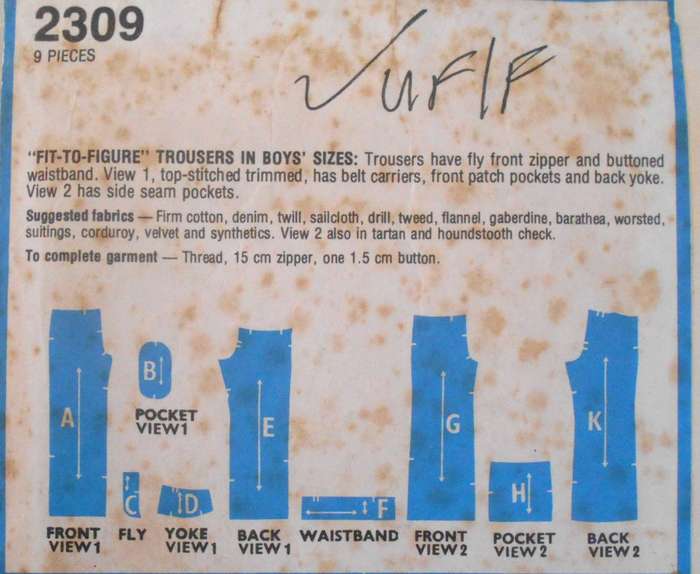 2309
9 PIECES
"FIT-TO-FIGURE" TROUSERS IN BOYS' SIZES: Trousers have fly front zipper and buttoned
waistband. View 1, top-stitched trimmed, has belt carriers, front patch pockets and back yoke.
View 2 has side seam pockets.
Suggested fabrics — Firm cotton, denim, twill, sailcloth, drill, tweed, flannel, gaberdine, barathea, worsted,
suitings, corduroy, velvet and synthetics. View 2 also in tartan and houndstooth check.
To complete garment — Thread, 15 cm zipper, one 1.5 cm button.
A
FRONT
VIEW 1
B
POCKET
VIEW 1
C
FLY
D
YOKE
VIEW 1
E
BACK
VIEW 1
F
WAISTBAND
G
FRONT
VIEW 2
H
POCKET
VIEW 2
K
BACK
VIEW 2